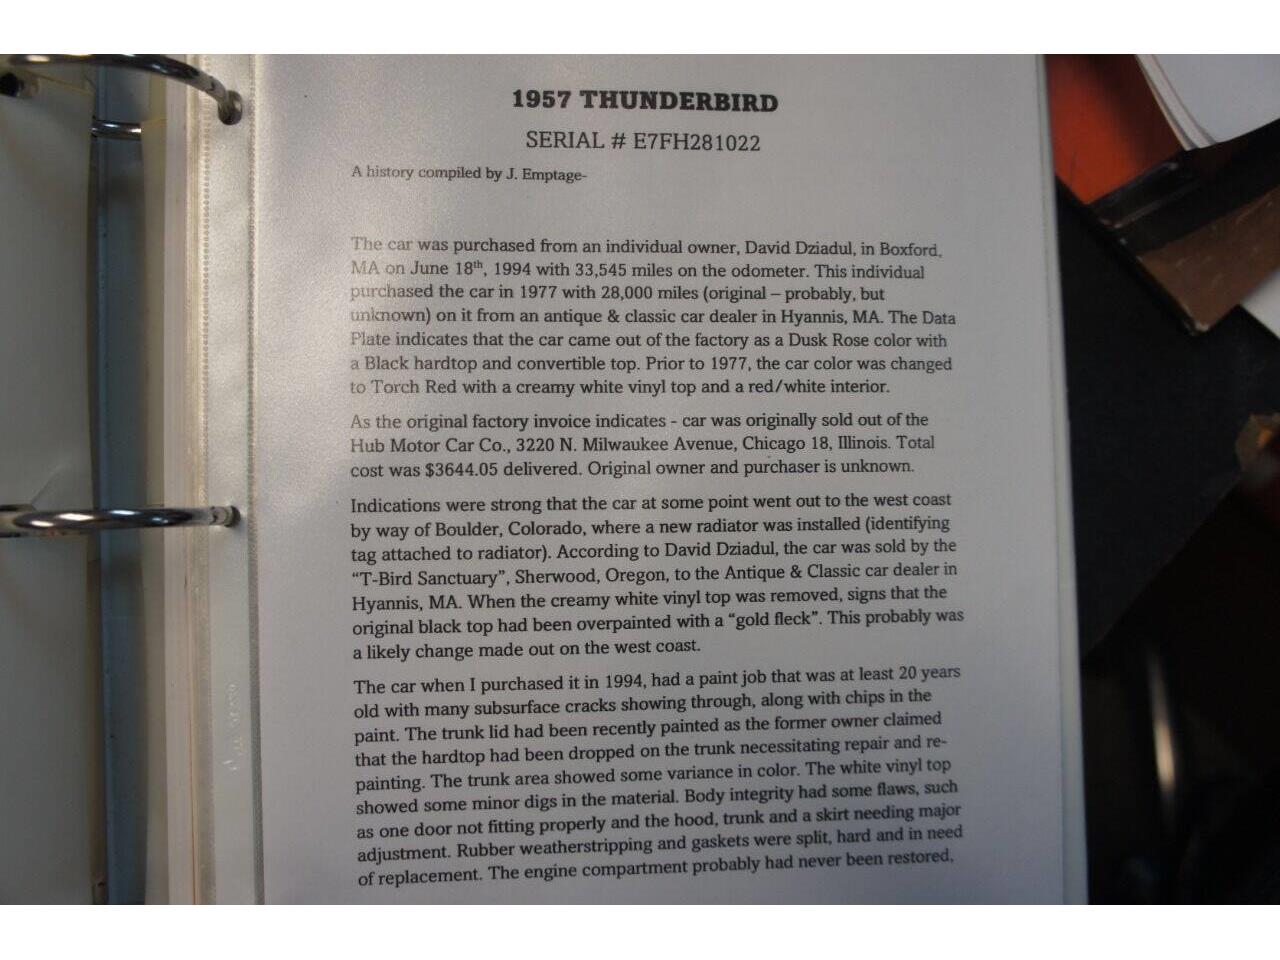 1957 THUNDERBIRD
SERIAL # E7FH281022
A history compiled by J. Emptage-
The car was purchased from an individual owner, David Dziadul, in Boxford,
MA on June 18th, 1994 with 33,545 miles on the odometer. This individual
purchased the car in 1977 with 28,000 miles (original – probably, but
unknown) on it from an antique & classic car dealer in Hyannis, MA. The Data
Plate indicates that the car came out of the factory as a Dusk Rose color with
a Black hardtop and convertible top. Prior to 1977, the car color was changed
to Torch Red with a creamy white vinyl top and a red/white interior.
As the original factory invoice indicates - car was originally sold out of the
Hub Motor Car Co., 3220 N. Milwaukee Avenue, Chicago 18, Illinois. Total
cost was $3644.05 delivered. Original owner and purchaser is unknown.
Indications were strong that the car at some point went out to the west coast
by way of Boulder, Colorado, where a new radiator was installed (identifying
tag attached to radiator). According to David Dziadul, the car was sold by the
“T-Bird Sanctuary”, Sherwood, Oregon, to the Antique & Classic car dealer in
Hyannis, MA. When the creamy white vinyl top was removed, signs that the
original black top had been overpainted with a “gold fleck”. This probably was
a likely change made out on the west coast.
The car when I purchased it in 1994, had a paint job that was at least 20 years
old with many subsurface cracks showing through, along with chips in the
paint. The trunk lid had been recently painted as the former owner claimed
that the hardtop had been dropped on the trunk necessitating repair and re-
painting. The trunk area showed some variance in color. The white vinyl top
showed some minor digs in the material. Body integrity had some flaws, such
as one door not fitting properly and the hood, trunk and a skirt needing major
adjustment. Rubber weatherstripping and gaskets were split, hard and in need
of replacement. The engine compartment probably had never been restored,